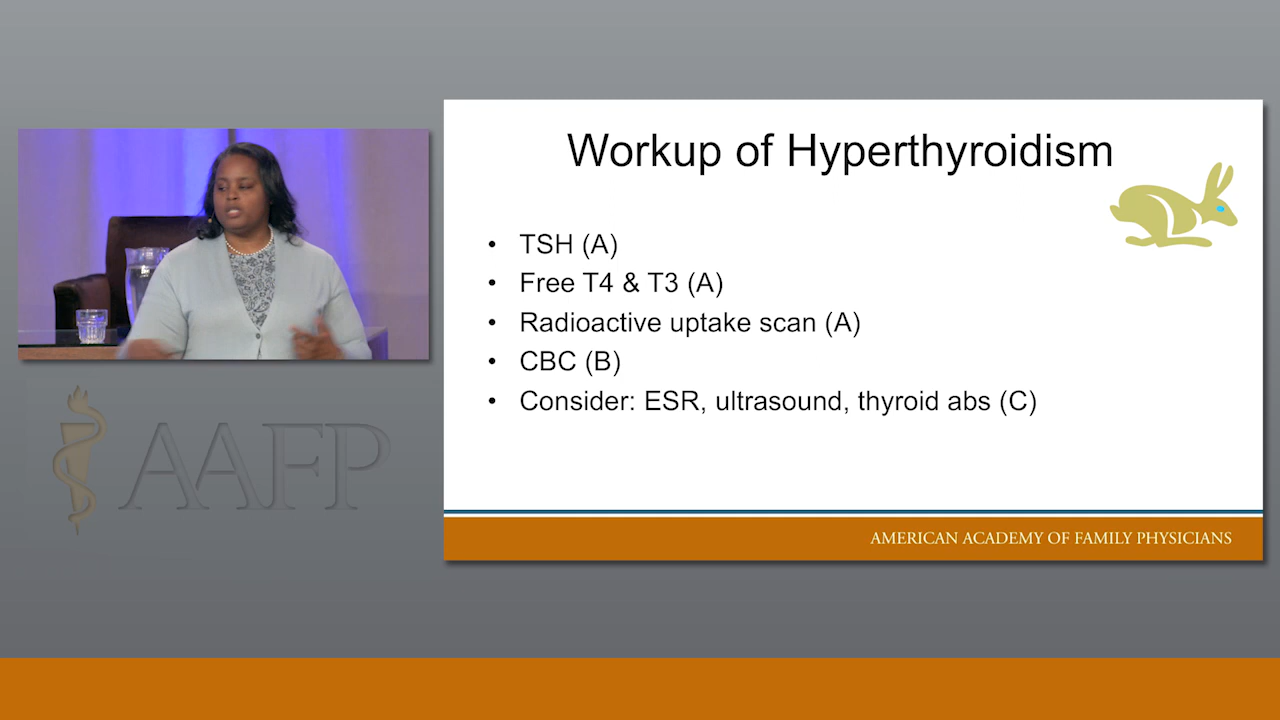 Workup of Hyperthyroidism
• TSH (A)
• Free T4 & T3 (A)
• Radioactive uptake scan (A)
• CBC (B)
• Consider: ESR, ultrasound, thyroid abs (C)
AMERICAN ACADEMY OF FAMILY PHYSICIANS
AAFP